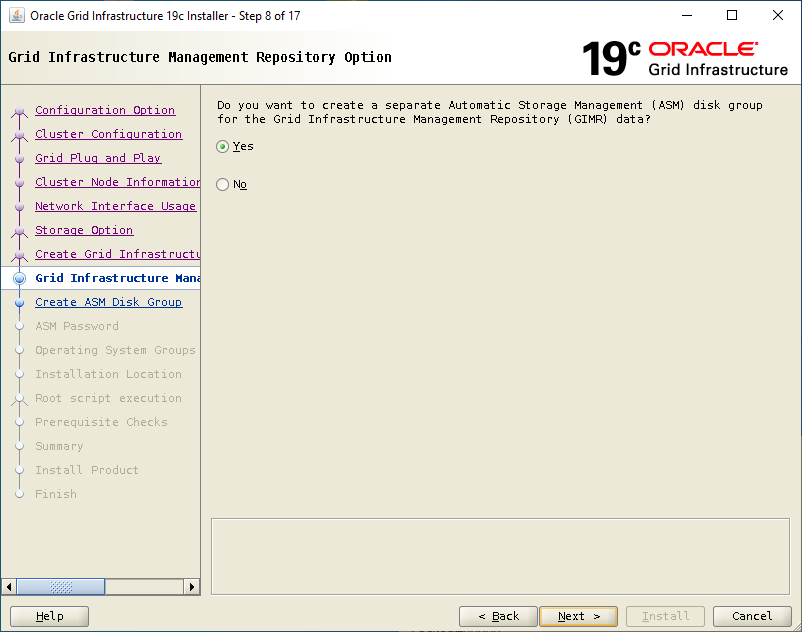 Oracle Grid Infrastructure 19c Installer - Step 8 of 17
Grid Infrastructure Management Repository Option
19c ORACLE
Grid Infrastructure
Configuration Option
Cluster Configuration
Grid Plug and Play
Cluster Node Information
Network Interface Usage
Storage Option
Create Grid Infrastructu
Grid Infrastructure Mana
Create ASM Disk Group
ASM Password
Operating System Groups
Installation Location
Root script execution
Prerequisite Checks
Summary
Install Product
Finish
Do you want to create a separate Automatic Storage Management (ASM) disk group
for the Grid Infrastructure Management Repository (GIMR) data?
Yes
No
Help
< Back
Next >
Install
Cancel